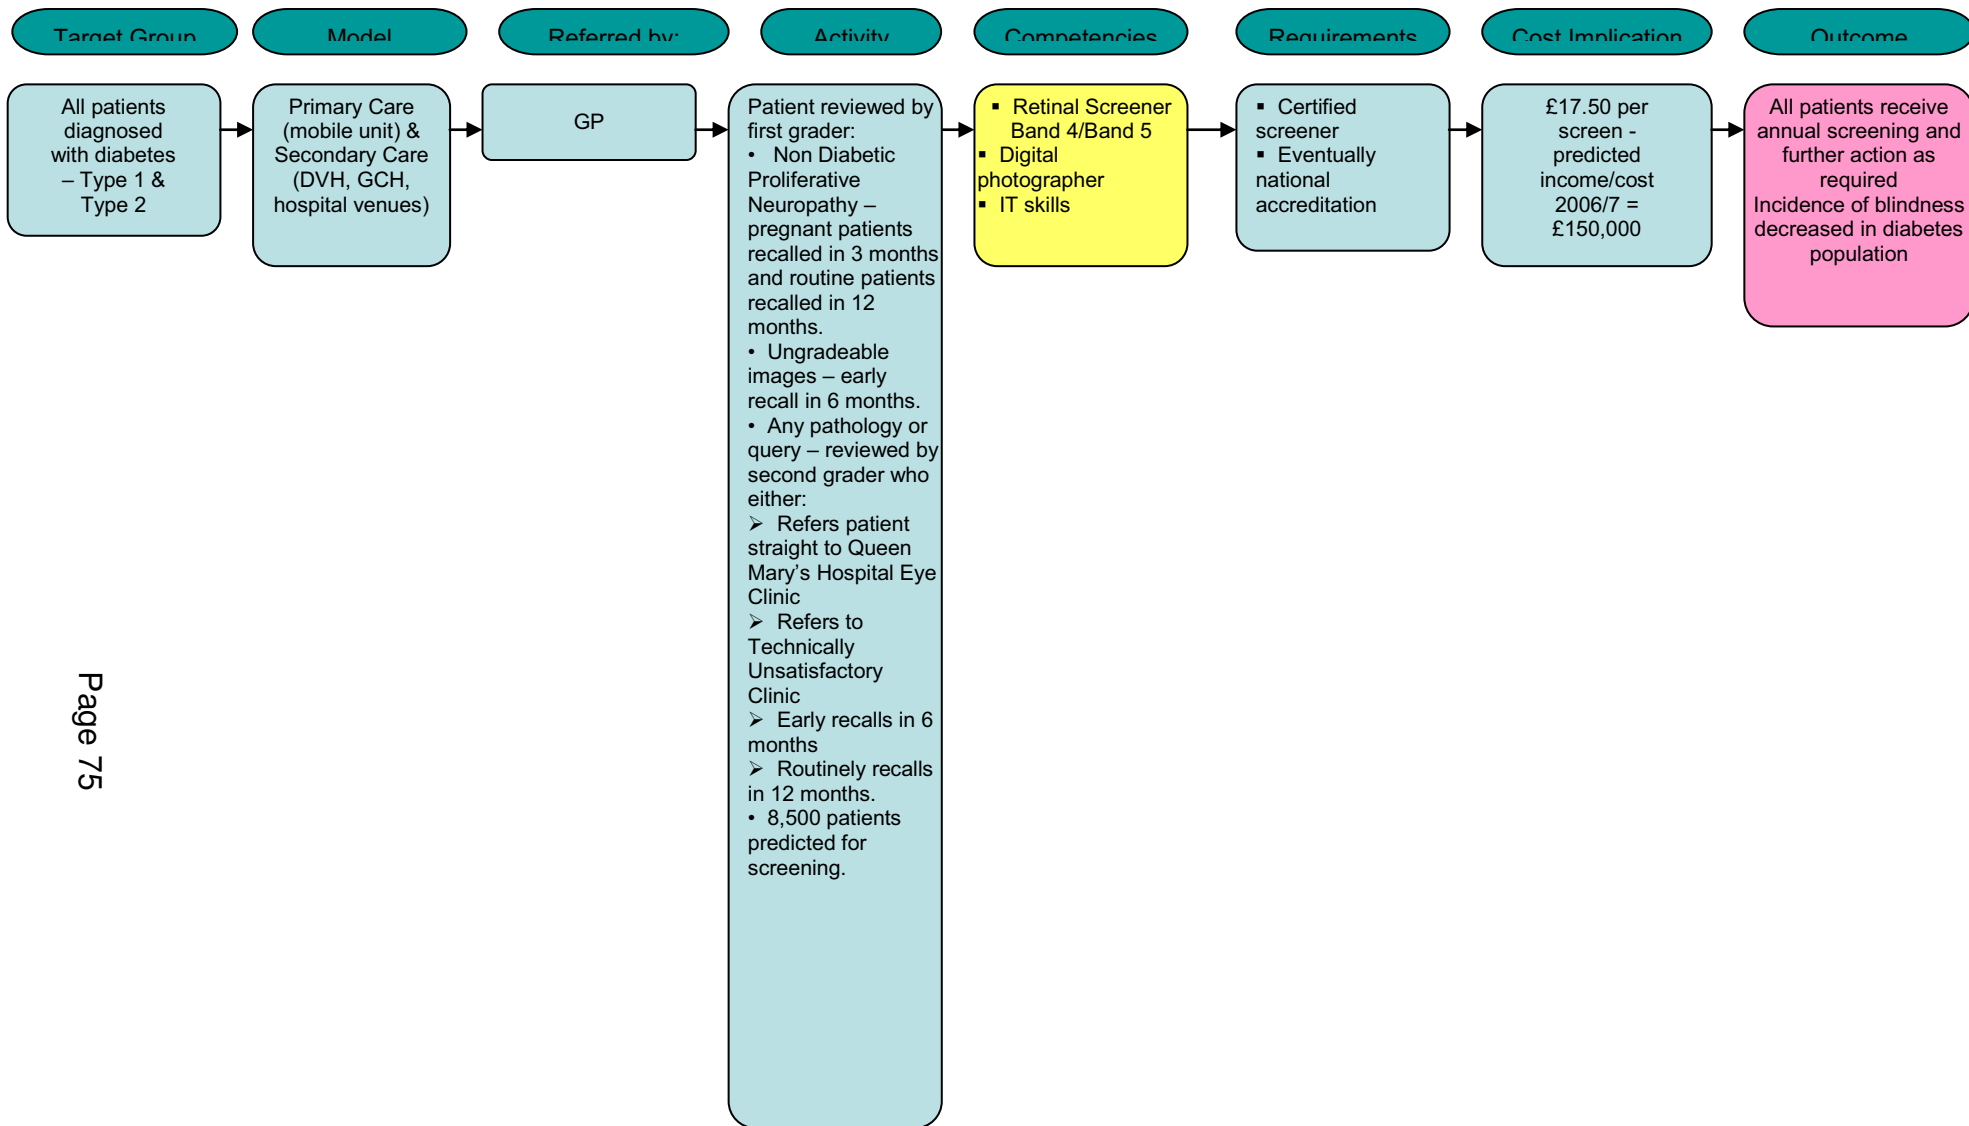 Target Group
Model
Referred by:
Activity
Competencies
Requirements
Cost Implication
Outcome
All patients
diagnosed
with diabetes
– Type 1 &
Type 2
Primary Care
(mobile unit) &
Secondary Care
(DVH, GCH,
hospital venues)
GP
Patient reviewed by
first grader:
• Non Diabetic
Proliferative
Neuropathy –
pregnant patients
recalled in 3 months
and routine patients
recalled in 12
months.
• Ungradeable
images – early
recall in 6 months.
• Any pathology or
query – reviewed by
second grader who
either:
➢ Refers patient
straight to Queen
Mary’s Hospital Eye
Clinic
➢ Refers to
Technically
Unsatisfactory
Clinic
➢ Early recalls in 6
months
➢ Routinely recalls
in 12 months.
• 8,500 patients
predicted for
screening.
▪ Retinal Screener
Band 4/Band 5
▪ Digital
photographer
▪ IT skills
▪ Certified
screener
▪ Eventually
national
accreditation
£17.50 per
screen -
predicted
income/cost
2006/7 =
£150,000
All patients receive
annual screening and
further action as
required
Incidence of blindness
decreased in diabetes
population
Page 75